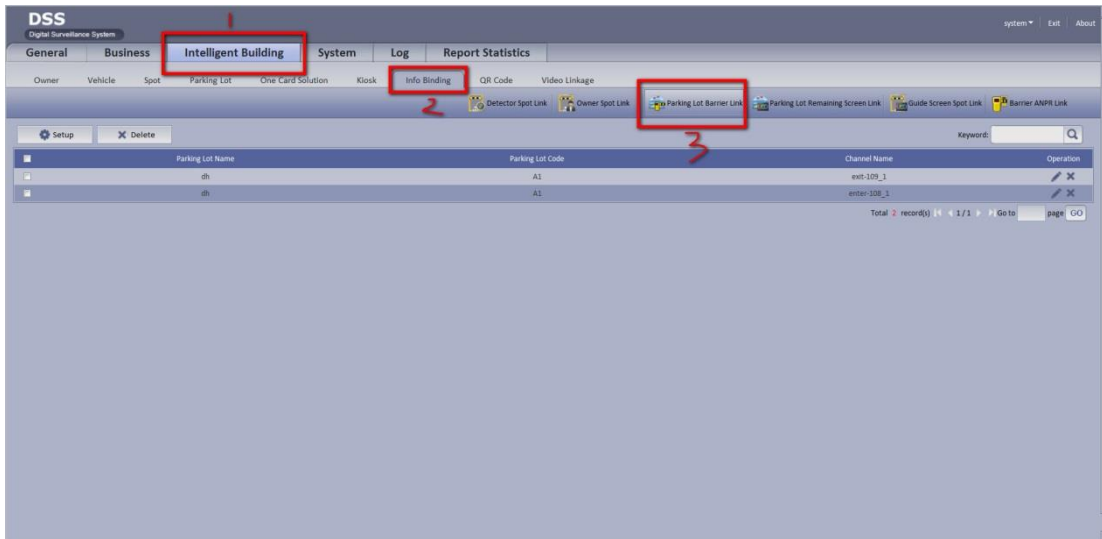 DSS
Digital Surveillance System
system Exit About
1
General Business Intelligent Building System Log Report Statistics
Owner Vehicle Spot Parking Lot One Card Solution Kiosk Info Binding QR Code Video Linkage
2
Detector Spot Link Owner Spot Link Parking Lot Barrier Link Parking Lot Remaining Screen Link Guide Screen Spot Link Barrier ANPR Link
3
Setup Delete Keyword:
Parking Lot Name Parking Lot Code Channel Name Operation
dh A1 exit-109_1
dh A1 enter-108_1
Total 2 record(s) 1/1 Go to page GO